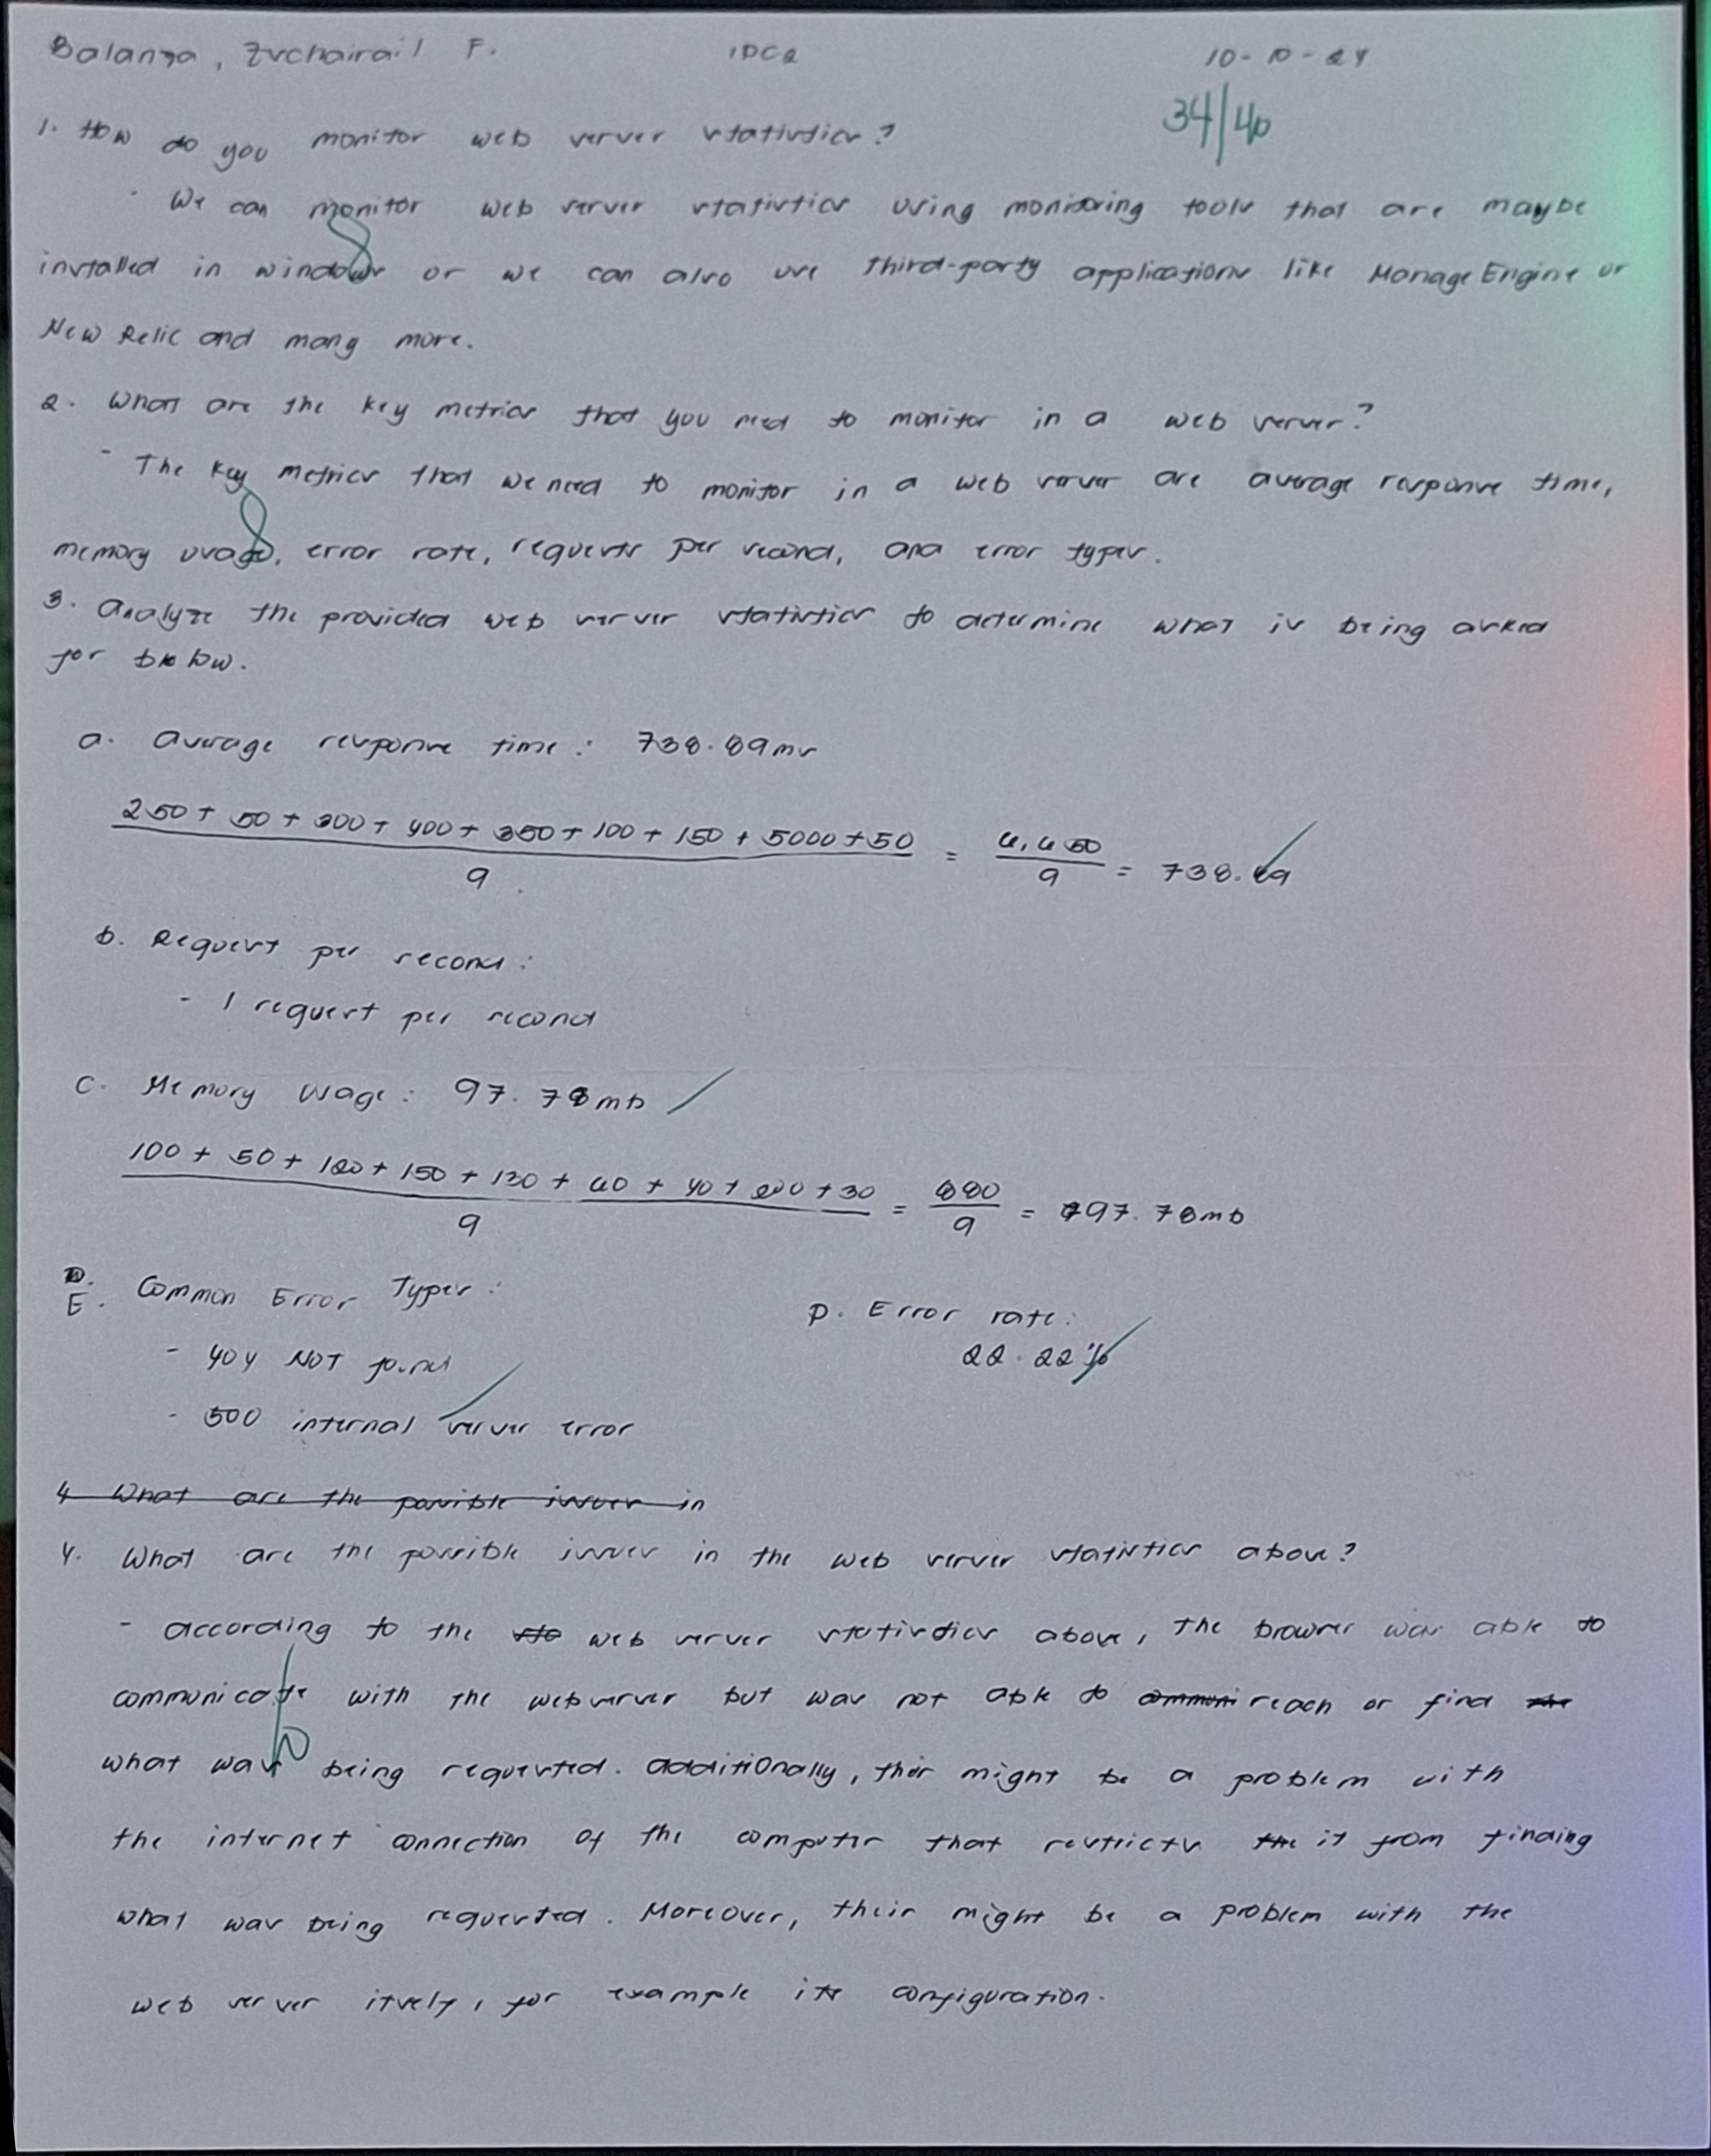 Balanga, Zuchairail F. IDC2 10-10-24
34/40
1. How do you monitor web server statistics?
- We can monitor web server statistics using monitoring tools that are maybe
8
installed in windows or we can also use third-party applications like ManageEngine or
New Relic and many more.
2. What are the key metrics that you need to monitor in a web server?
- The key metrics that we need to monitor in a web server are average response time,
8
memory usage, error rate, requests per second, and error types.
3. Analyze the provided web server statistics to determine what is being asked
for below.
a. Average response time: 738.89ms
250 + 50 + 300 + 400 + 350 + 100 + 150 + 5000 + 50 / 9 = 6,650 / 9 = 738.89
b. Request per second:
- 1 request per second
C. Memory usage: 97.78mb
100 + 50 + 120 + 150 + 130 + 60 + 40 + 200 + 30 / 9 = 880 / 9 = 97.78mb
E. Common Error Types:
D. Error rate:
- 404 NOT found
22.22%
- 500 internal server error
4 What are the possible issues in
4. What are the possible issues in the web server statistics above?
- According to the sta web server statistics above, the browser was able to
communicate with the webserver but was not able to communi reach or find the
10
what was being requested. Additionally, ther might be a problem with
the internet connection of the computer that restricts the it from finding
what was being requested. Moreover, their might be a problem with the
web server itself, for example its configuration.